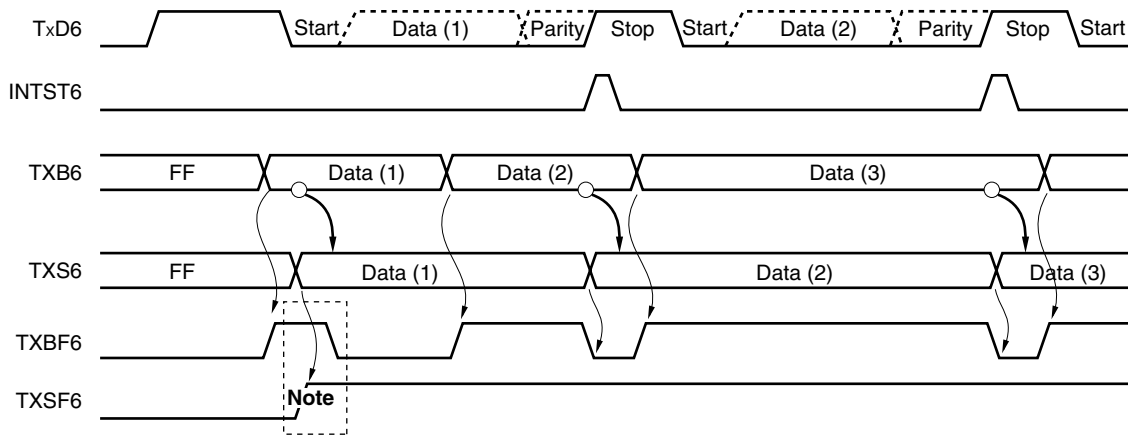 TxD6 Start Data (1) Parity Stop Start Data (2) Parity Stop Start
INTST6
TXB6 FF Data (1) Data (2) Data (3)
TXS6 FF Data (1) Data (2) Data (3)
TXBF6
TXSF6 Note